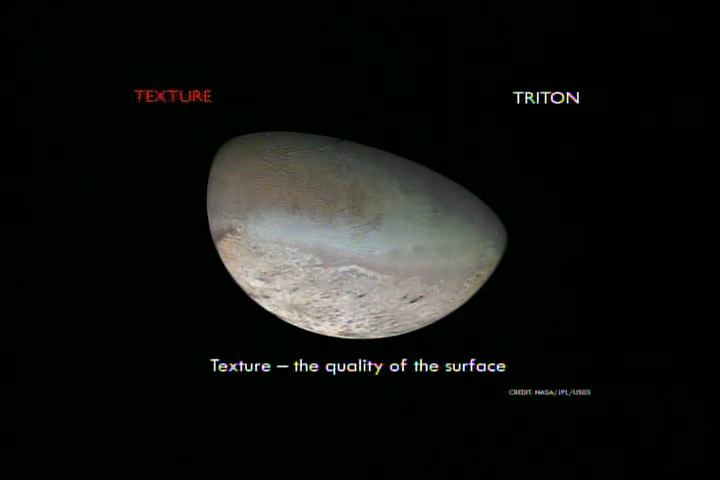 TEXTURE
TRITON
Texture – the quality of the surface
CREDIT: NASA/JPL/USGS